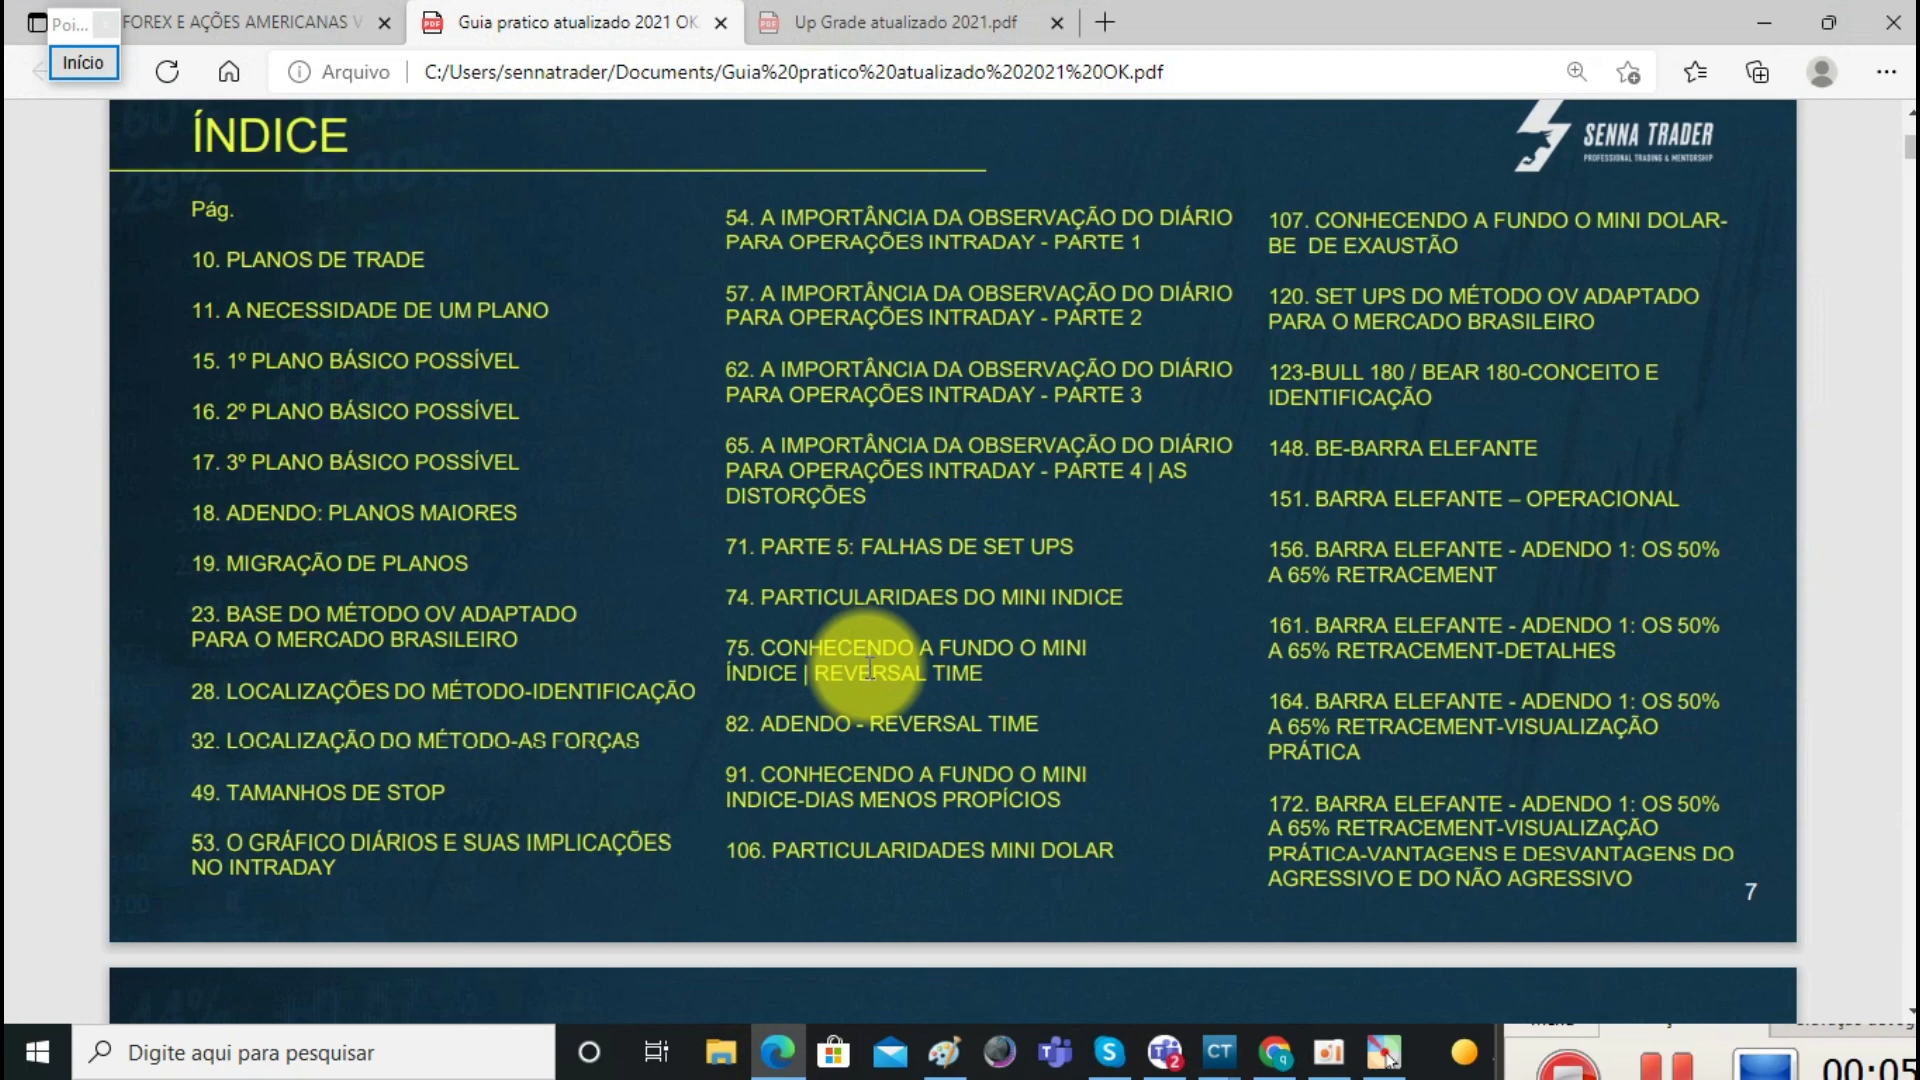 Poi...
FOREX E AÇÕES AMERICANAS V
Guia pratico atualizado 2021 OK
Up Grade atualizado 2021.pdf
Início
Arquivo
C:/Users/sennatrader/Documents/Guia%20pratico%20atualizado%202021%20OK.pdf
ÍNDICE
SENNA TRADER
PROFESSIONAL TRADING & MENTORSHIP
Pág.
10. PLANOS DE TRADE
11. A NECESSIDADE DE UM PLANO
15. 1º PLANO BÁSICO POSSÍVEL
16. 2º PLANO BÁSICO POSSÍVEL
17. 3º PLANO BÁSICO POSSÍVEL
18. ADENDO: PLANOS MAIORES
19. MIGRAÇÃO DE PLANOS
23. BASE DO MÉTODO OV ADAPTADO
PARA O MERCADO BRASILEIRO
28. LOCALIZAÇÕES DO MÉTODO-IDENTIFICAÇÃO
32. LOCALIZAÇÃO DO MÉTODO-AS FORÇAS
49. TAMANHOS DE STOP
53. O GRÁFICO DIÁRIOS E SUAS IMPLICAÇÕES
NO INTRADAY
54. A IMPORTÂNCIA DA OBSERVAÇÃO DO DIÁRIO
PARA OPERAÇÕES INTRADAY - PARTE 1
57. A IMPORTÂNCIA DA OBSERVAÇÃO DO DIÁRIO
PARA OPERAÇÕES INTRADAY - PARTE 2
62. A IMPORTÂNCIA DA OBSERVAÇÃO DO DIÁRIO
PARA OPERAÇÕES INTRADAY - PARTE 3
65. A IMPORTÂNCIA DA OBSERVAÇÃO DO DIÁRIO
PARA OPERAÇÕES INTRADAY - PARTE 4 | AS
DISTORÇÕES
71. PARTE 5: FALHAS DE SET UPS
74. PARTICULARIDAES DO MINI INDICE
75. CONHECENDO A FUNDO O MINI
ÍNDICE | REVERSAL TIME
82. ADENDO - REVERSAL TIME
91. CONHECENDO A FUNDO O MINI
INDICE-DIAS MENOS PROPÍCIOS
106. PARTICULARIDADES MINI DOLAR
107. CONHECENDO A FUNDO O MINI DOLAR-
BE DE EXAUSTÃO
120. SET UPS DO MÉTODO OV ADAPTADO
PARA O MERCADO BRASILEIRO
123-BULL 180 / BEAR 180-CONCEITO E
IDENTIFICAÇÃO
148. BE-BARRA ELEFANTE
151. BARRA ELEFANTE – OPERACIONAL
156. BARRA ELEFANTE - ADENDO 1: OS 50%
A 65% RETRACEMENT
161. BARRA ELEFANTE - ADENDO 1: OS 50%
A 65% RETRACEMENT-DETALHES
164. BARRA ELEFANTE - ADENDO 1: OS 50%
A 65% RETRACEMENT-VISUALIZAÇÃO
PRÁTICA
172. BARRA ELEFANTE - ADENDO 1: OS 50%
A 65% RETRACEMENT-VISUALIZAÇÃO
PRÁTICA-VANTAGENS E DESVANTAGENS DO
AGRESSIVO E DO NÃO AGRESSIVO
7
Digite aqui para pesquisar
2
CT
00:05